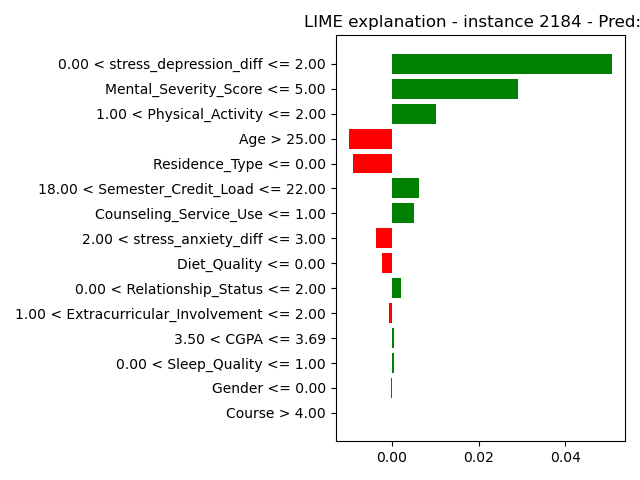 LIME explanation - instance 2184 - Pred:
0.00 < stress_depression_diff <= 2.00
Mental_Severity_Score <= 5.00
1.00 < Physical_Activity <= 2.00
Age > 25.00
Residence_Type <= 0.00
18.00 < Semester_Credit_Load <= 22.00
Counseling_Service_Use <= 1.00
2.00 < stress_anxiety_diff <= 3.00
Diet_Quality <= 0.00
0.00 < Relationship_Status <= 2.00
1.00 < Extracurricular_Involvement <= 2.00
3.50 < CGPA <= 3.69
0.00 < Sleep_Quality <= 1.00
Gender <= 0.00
Course > 4.00
0.00 0.02 0.04